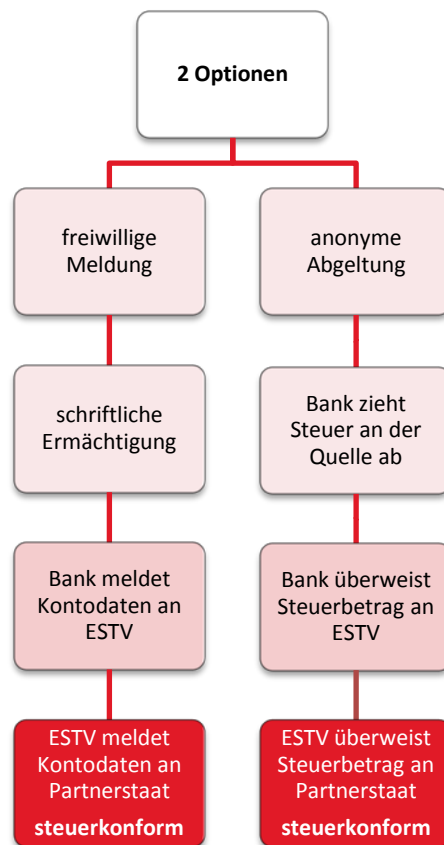 2 Optionen
freiwillige
Meldung
anonyme
Abgeltung
schriftliche
Ermächtigung
Bank zieht
Steuer an der
Quelle ab
Bank meldet
Kontodaten an
ESTV
Bank überweist
Steuerbetrag an
ESTV
ESTV meldet
Kontodaten an
Partnerstaat
steuerkonform
ESTV überweist
Steuerbetrag an
Partnerstaat
steuerkonform